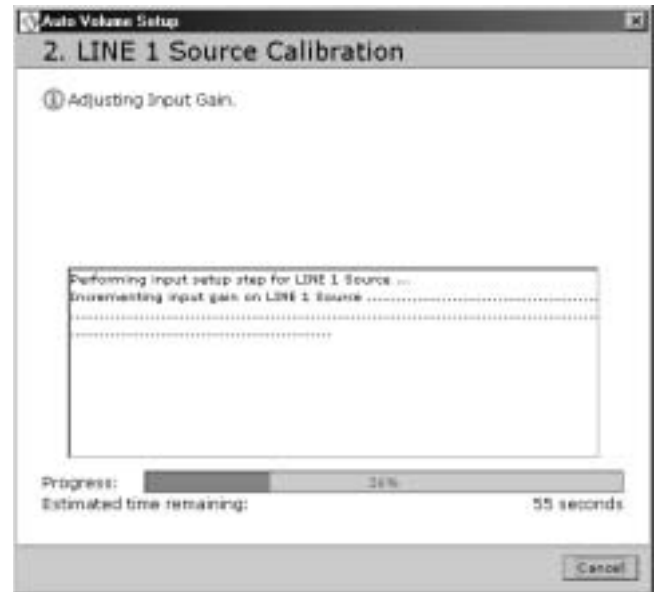 Auto Volume Setup
2. LINE 1 Source Calibration
Adjusting Input Gain.
Performing input setup step for LINE 1 Source ...
Incrementing input gain on LINE 1 Source ................................................
........................................................................................................................
.........................................................
Progress: 26%
Estimated time remaining: 55 seconds
Cancel